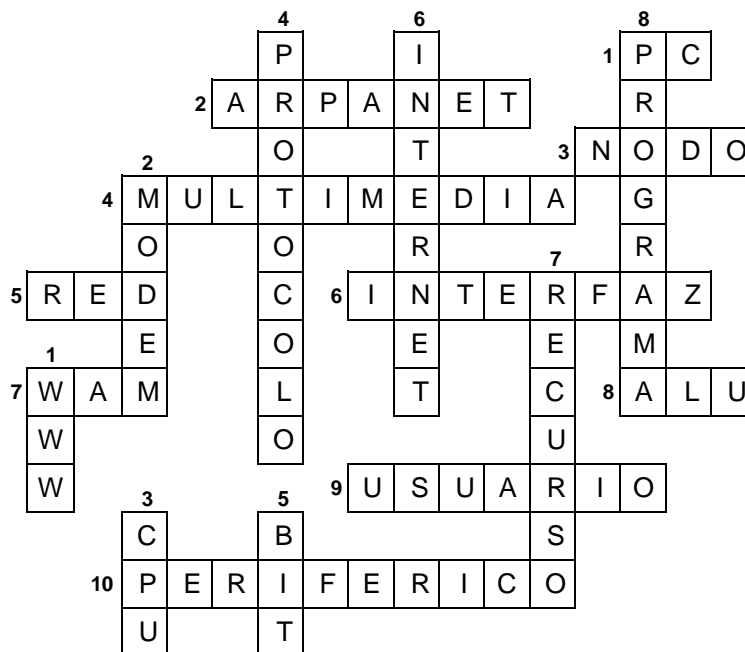 4 6 8
P I 1 P C
2 A R P A N E T R
O T 3 N O D O
2
4 M U L T I M E D I A G
O O R R
7
5 R E D C 6 I N T E R F A Z
E O E E M
1
7 W A M L T C 8 A L U
W O U
W 9 U S U A R I O
3 5
C B S
10 P E R I F E R I C O
U T